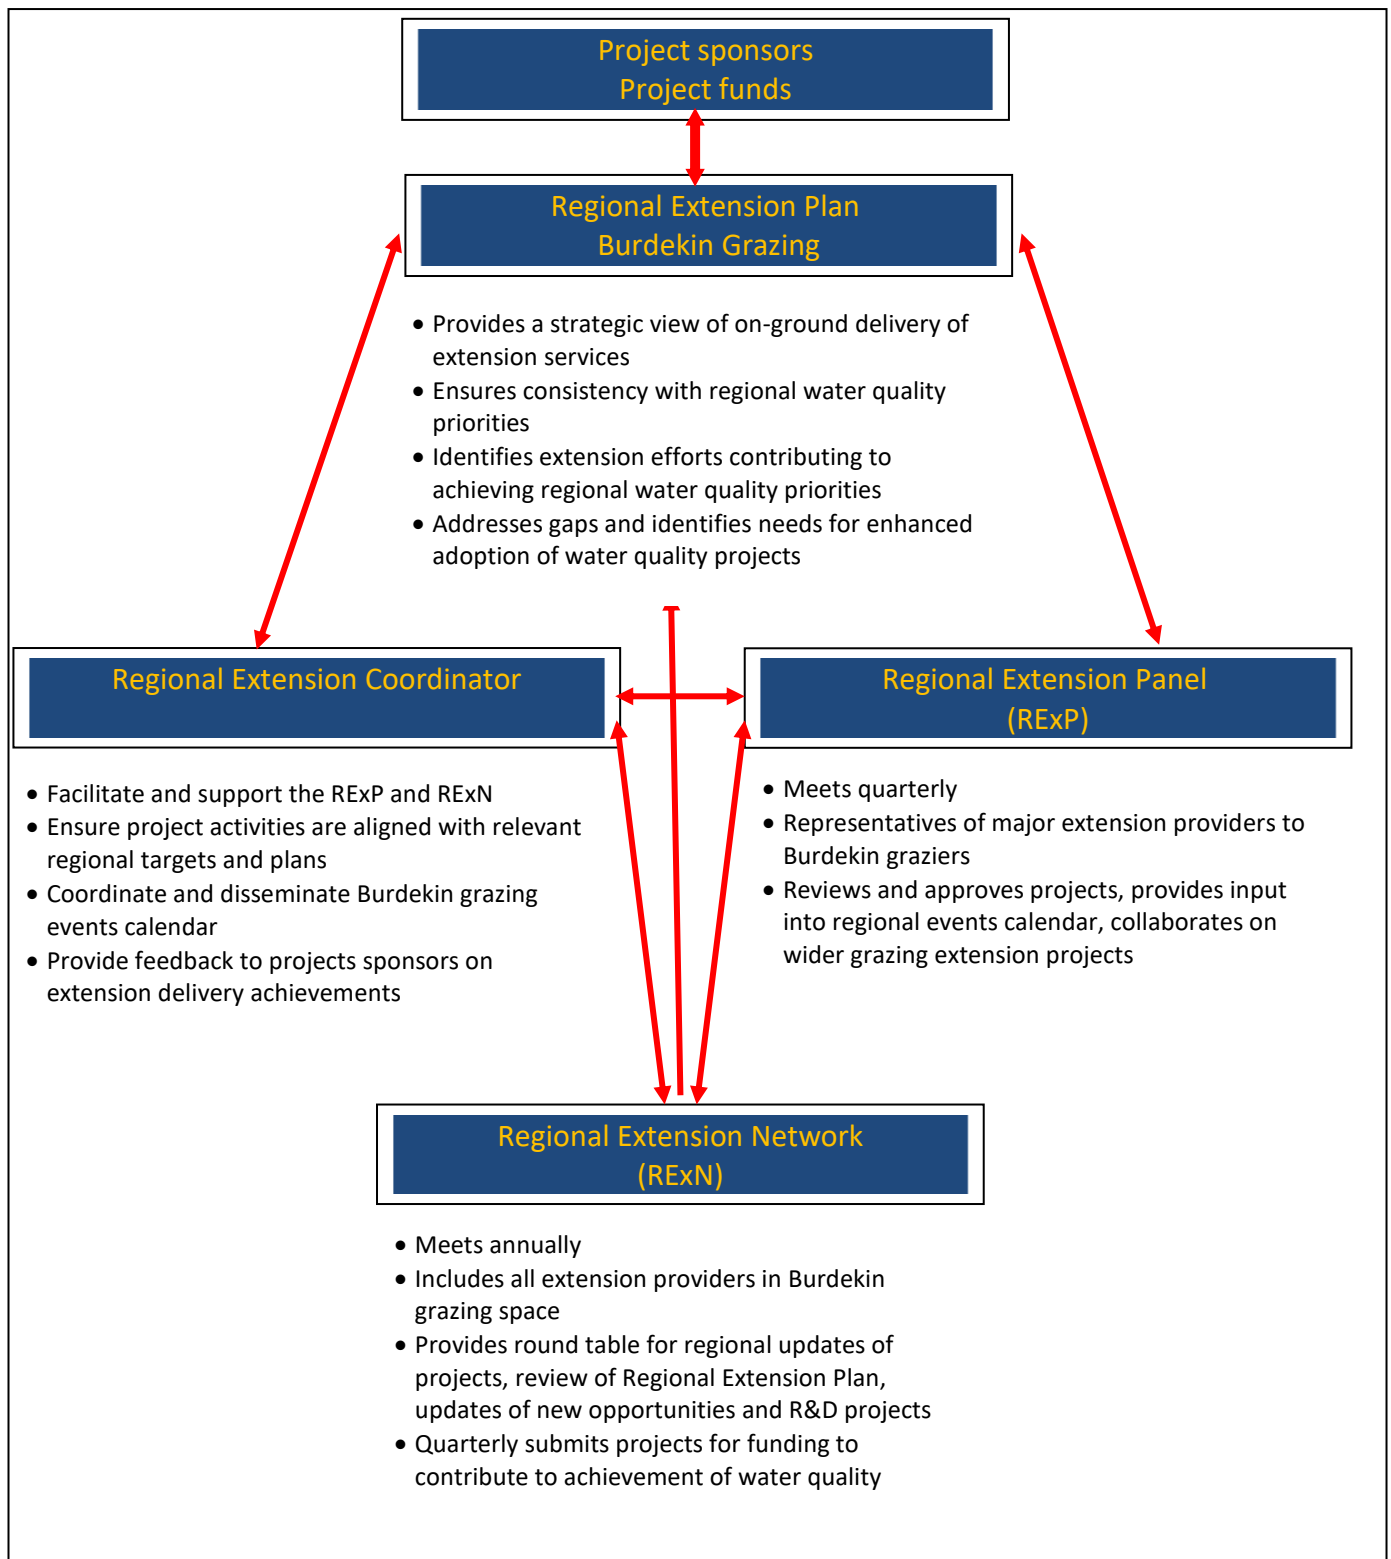 Project sponsors
Project funds
Regional Extension Plan
Burdekin Grazing
• Provides a strategic view of on-ground delivery of
extension services
• Ensures consistency with regional water quality
priorities
• Identifies extension efforts contributing to
achieving regional water quality priorities
• Addresses gaps and identifies needs for enhanced
adoption of water quality projects
Regional Extension Coordinator
• Facilitate and support the RExP and RExN
• Ensure project activities are aligned with relevant
regional targets and plans
• Coordinate and disseminate Burdekin grazing
events calendar
• Provide feedback to projects sponsors on
extension delivery achievements
Regional Extension Panel
(RExP)
• Meets quarterly
• Representatives of major extension providers to
Burdekin graziers
• Reviews and approves projects, provides input
into regional events calendar, collaborates on
wider grazing extension projects
Regional Extension Network
(RExN)
• Meets annually
• Includes all extension providers in Burdekin
grazing space
• Provides round table for regional updates of
projects, review of Regional Extension Plan,
updates of new opportunities and R&D projects
• Quarterly submits projects for funding to
contribute to achievement of water quality